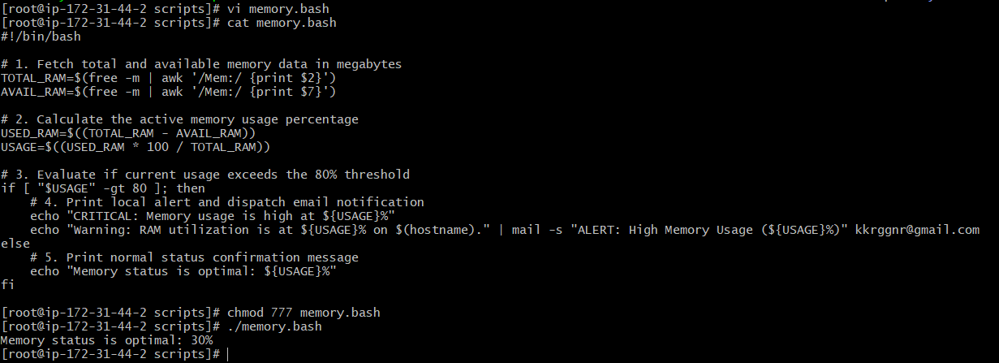 [root@ip-172-31-44-2 scripts]# vi memory.bash
[root@ip-172-31-44-2 scripts]# cat memory.bash
#!/bin/bash

# 1. Fetch total and available memory data in megabytes
TOTAL_RAM=$(free -m | awk '/Mem:/ {print $2}')
AVAIL_RAM=$(free -m | awk '/Mem:/ {print $7}')

# 2. Calculate the active memory usage percentage
USED_RAM=$((TOTAL_RAM - AVAIL_RAM))
USAGE=$((USED_RAM * 100 / TOTAL_RAM))

# 3. Evaluate if current usage exceeds the 80% threshold
if [ "$USAGE" -gt 80 ]; then
    # 4. Print local alert and dispatch email notification
    echo "CRITICAL: Memory usage is high at ${USAGE}%"
    echo "Warning: RAM utilization is at ${USAGE}% on $(hostname)." | mail -s "ALERT: High Memory Usage (${USAGE}%)" kkrggnr@gmail.com
else
    # 5. Print normal status confirmation message
    echo "Memory status is optimal: ${USAGE}%"
fi

[root@ip-172-31-44-2 scripts]# chmod 777 memory.bash
[root@ip-172-31-44-2 scripts]# ./memory.bash
Memory status is optimal: 30%
[root@ip-172-31-44-2 scripts]#